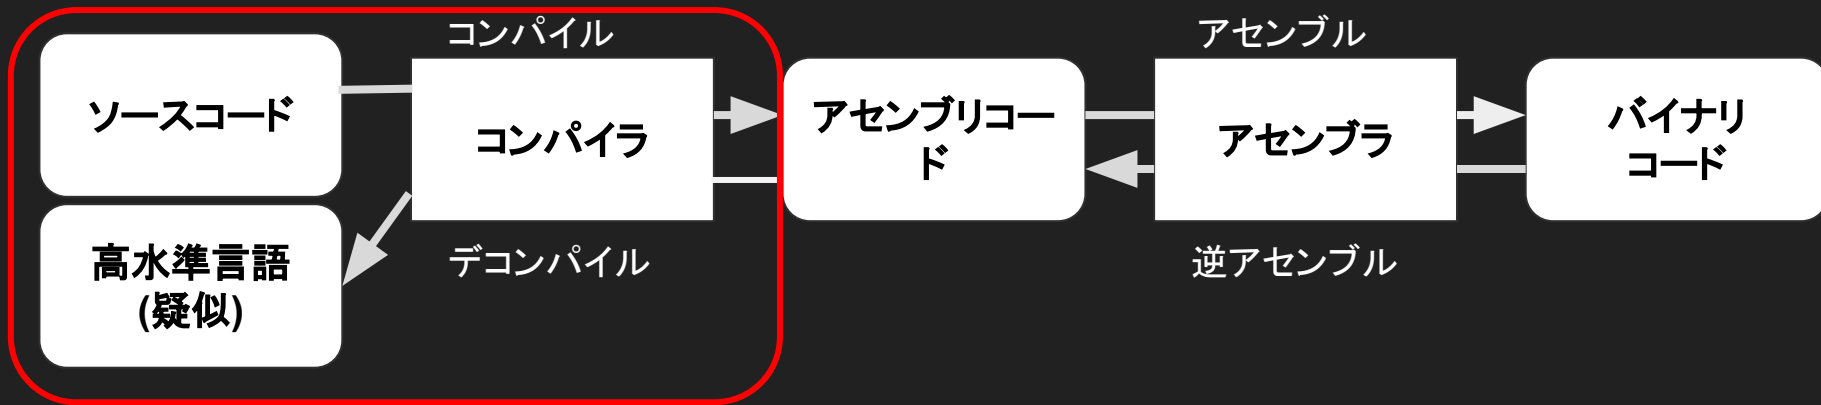 コンパイル
アセンブル
ソースコード
コンパイラ
アセンブリコー
ド
アセンブラ
バイナリ
コード
高水準言語
(疑似)
デコンパイル
逆アセンブル